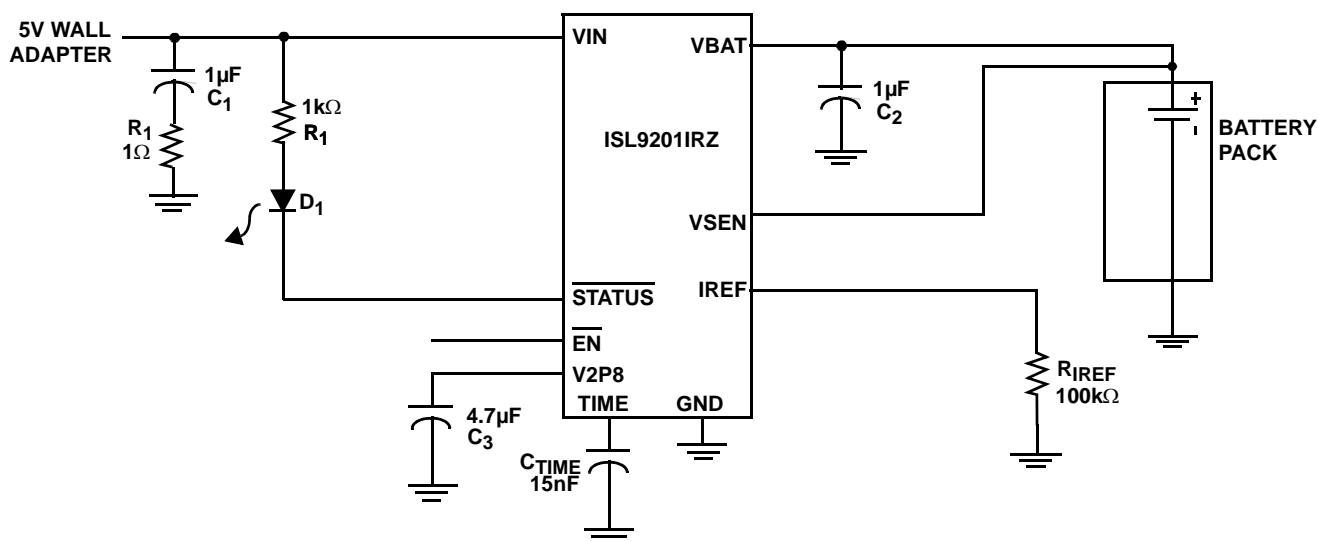 5V WALL
ADAPTER
1µF
C1
R1
1Ω
1kΩ
R1
D1
VIN
VBAT
ISL9201IRZ
VSEN
IREF
STATUS
EN
V2P8
TIME
GND
1µF
C2
+
-
BATTERY
PACK
RIREF
100kΩ
4.7µF
C3
CTIME
15nF